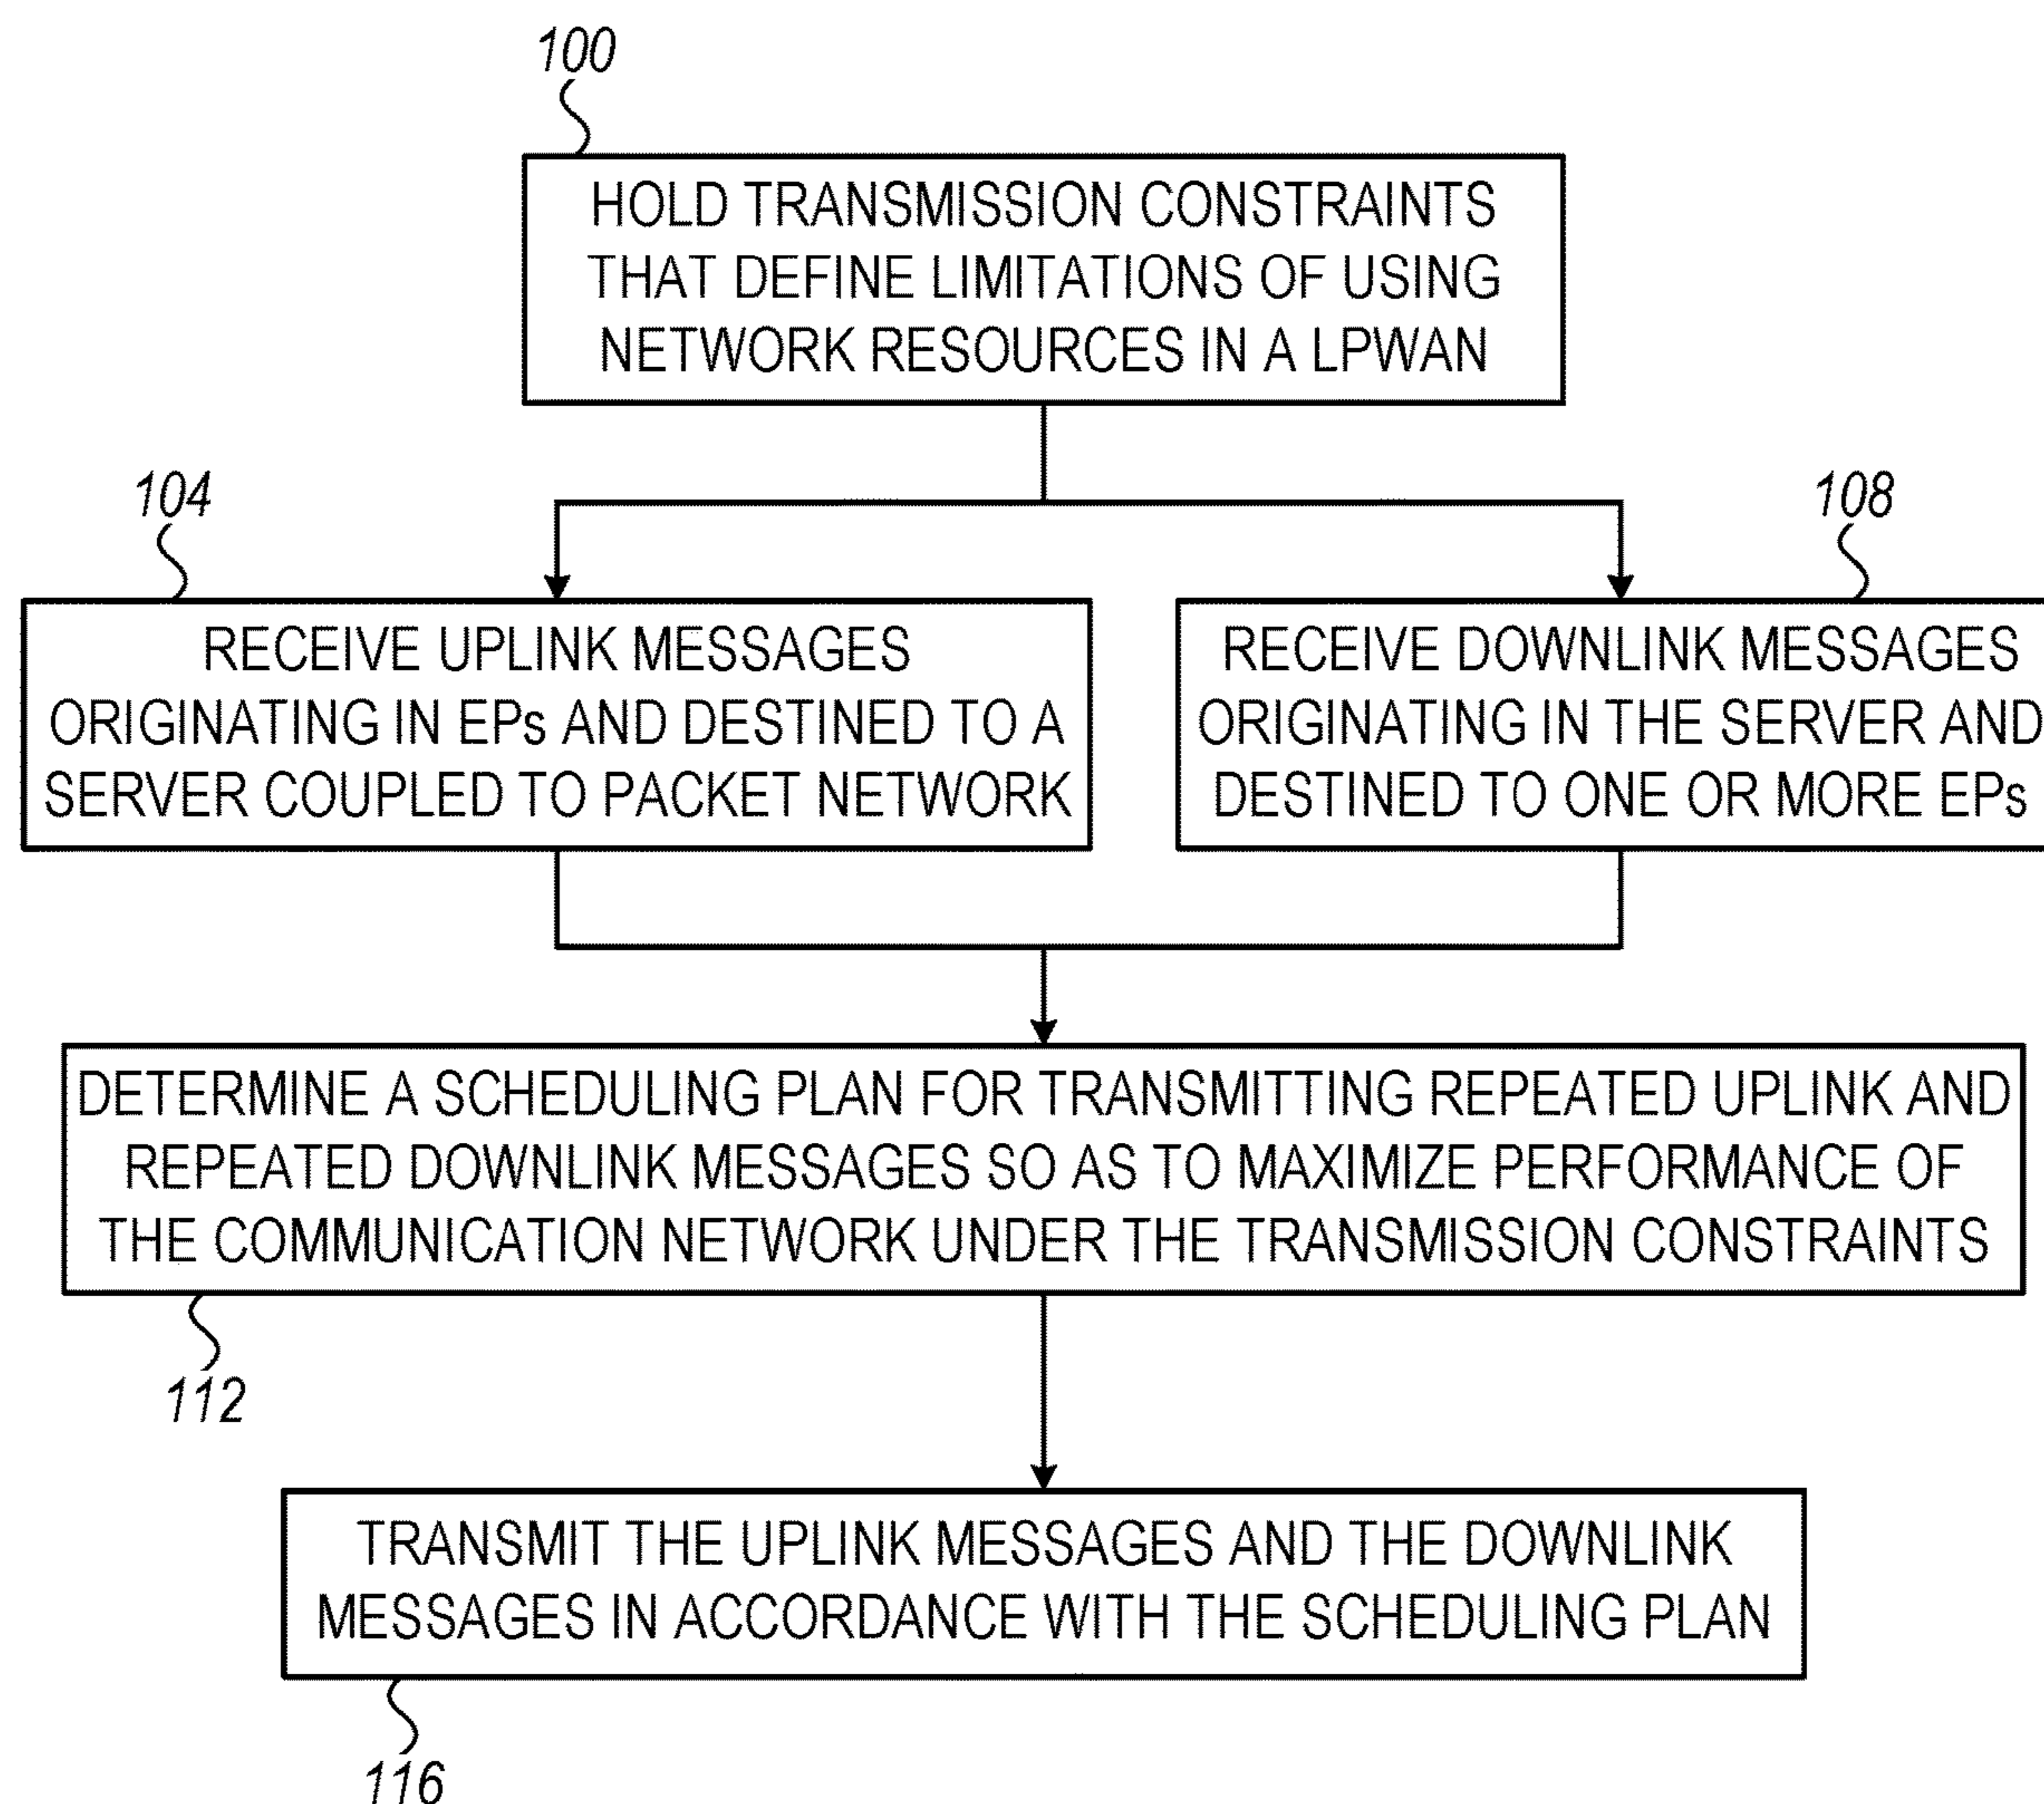 100
HOLD TRANSMISSION CONSTRAINTS
THAT DEFINE LIMITATIONS OF USING
NETWORK RESOURCES IN A LPWAN
104
RECEIVE UPLINK MESSAGES
ORIGINATING IN EPs AND DESTINED TO A
SERVER COUPLED TO PACKET NETWORK
108
RECEIVE DOWNLINK MESSAGES
ORIGINATING IN THE SERVER AND
DESTINED TO ONE OR MORE EPs
DETERMINE A SCHEDULING PLAN FOR TRANSMITTING REPEATED UPLINK AND
REPEATED DOWNLINK MESSAGES SO AS TO MAXIMIZE PERFORMANCE OF
THE COMMUNICATION NETWORK UNDER THE TRANSMISSION CONSTRAINTS
112
TRANSMIT THE UPLINK MESSAGES AND THE DOWNLINK
MESSAGES IN ACCORDANCE WITH THE SCHEDULING PLAN
116